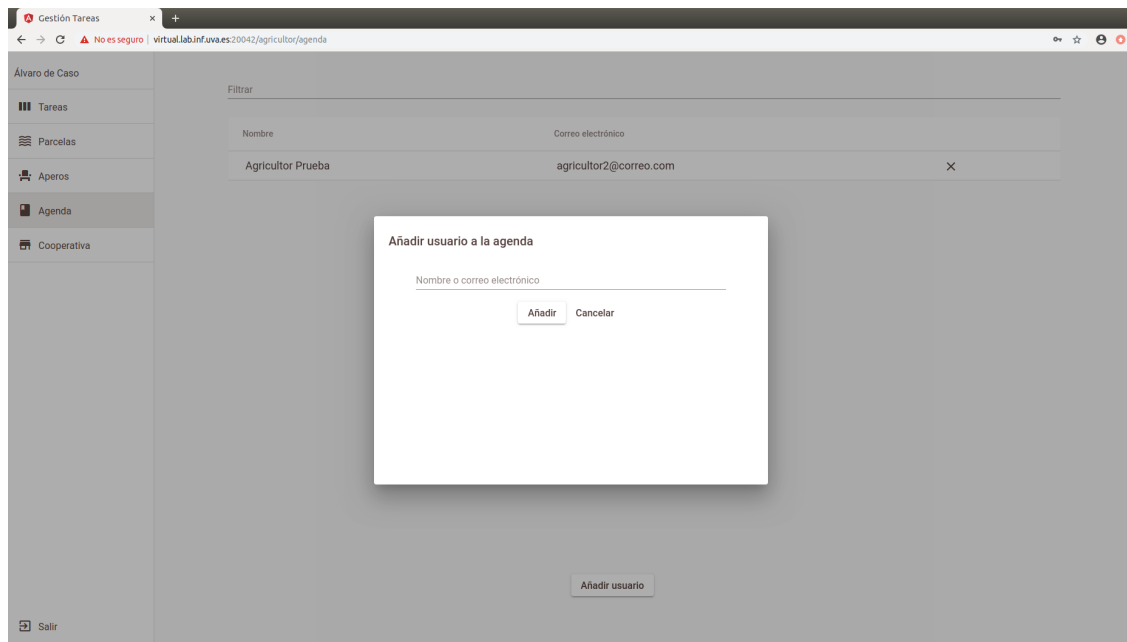 Gestión Tareas
No es seguro | virtual.lab.inf.uva.es:20042/agricultor/agenda
Álvaro de Caso
Tareas
Parcelas
Aperos
Agenda
Cooperativa
Salir
Filtrar
Nombre Correo electrónico
Agricultor Prueba agricultor2@correo.com
Añadir usuario a la agenda
Nombre o correo electrónico
Añadir Cancelar
Añadir usuario